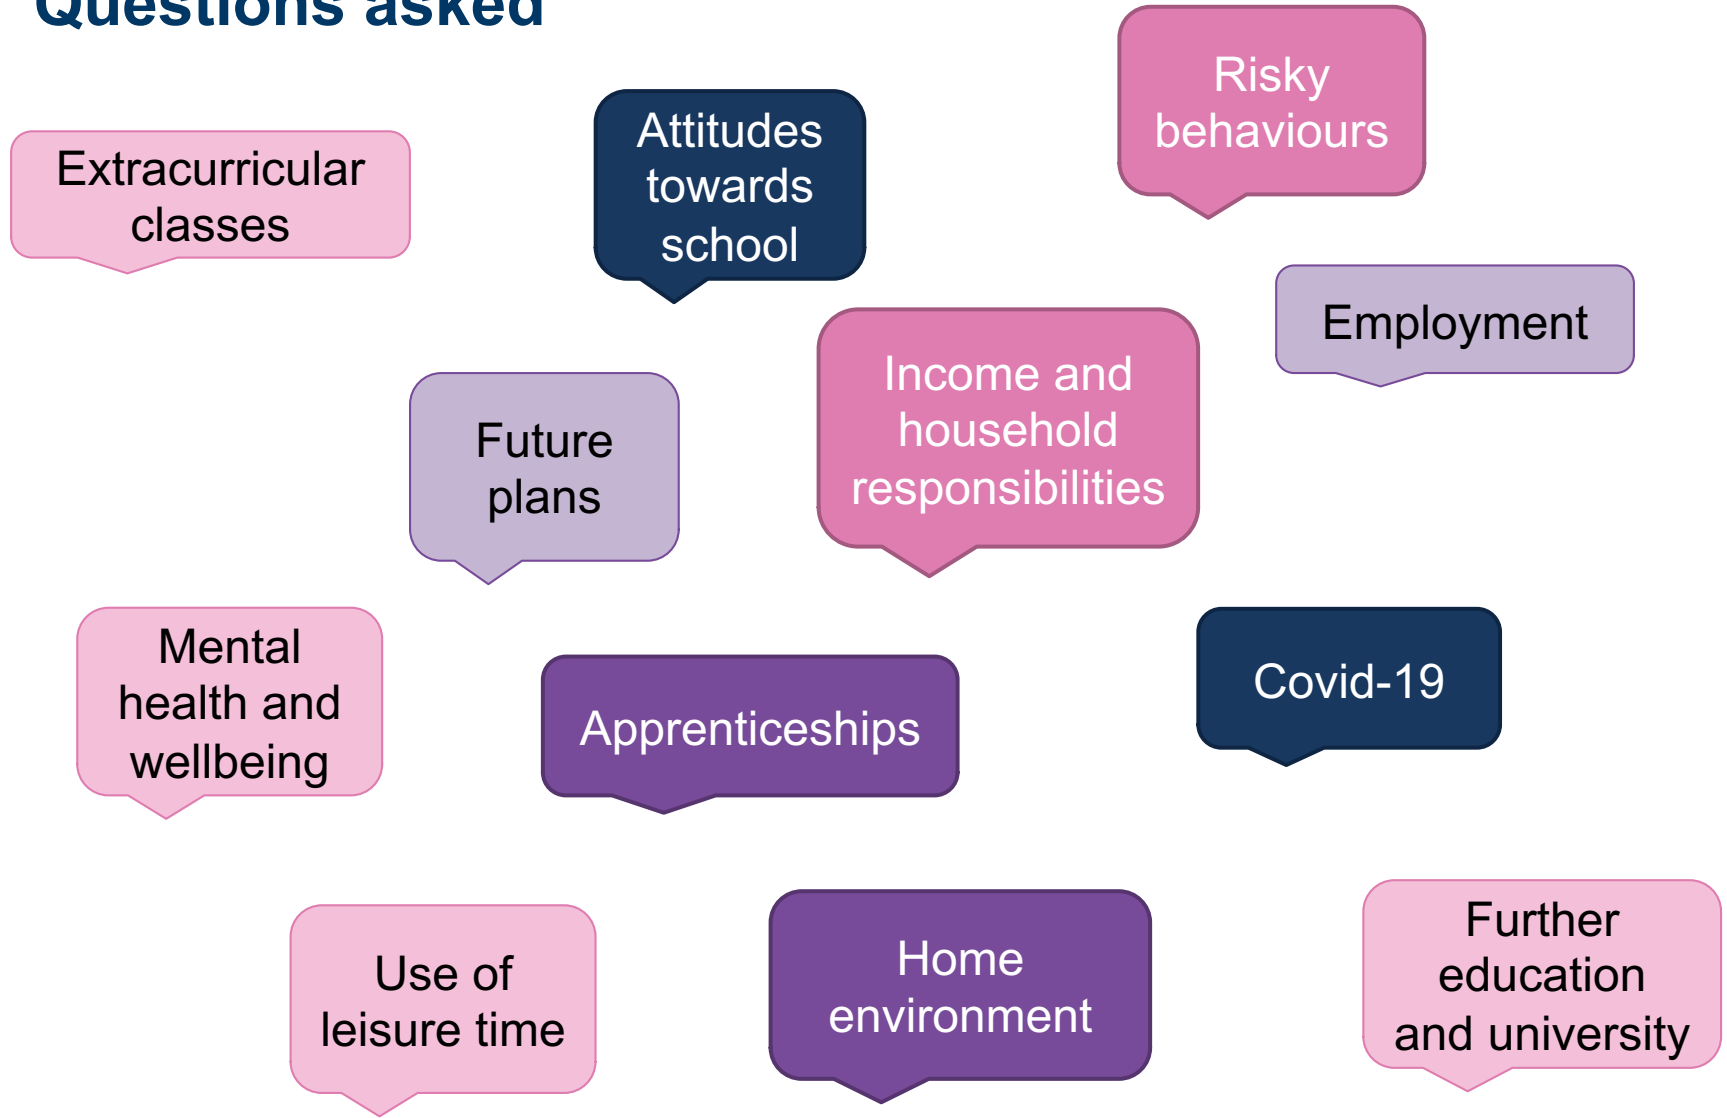 Questions asked
Risky
behaviours
Attitudes
towards
school
Extracurricular
classes
Employment
Income and
household
responsibilities
Future
plans
Mental
health and
wellbeing
Apprenticeships
Covid-19
Use of
leisure time
Home
environment
Further
education
and university